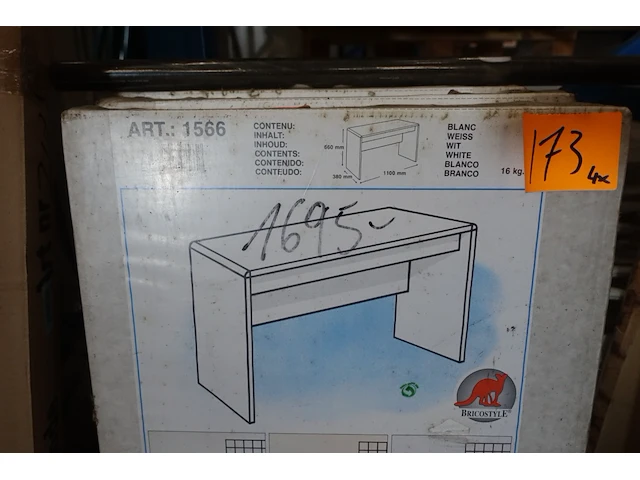 ART.: 1566
CONTENU:
INHALT:
INHOUD:
CONTENTS:
CONTENIDO:
CONTEUDO:
660 mm
380 mm
1100 mm
BLANC
WEISS
WIT
WHITE
BLANCO
BRANCO
16 kg.
173
4x
1695-
BRICOSTYLE